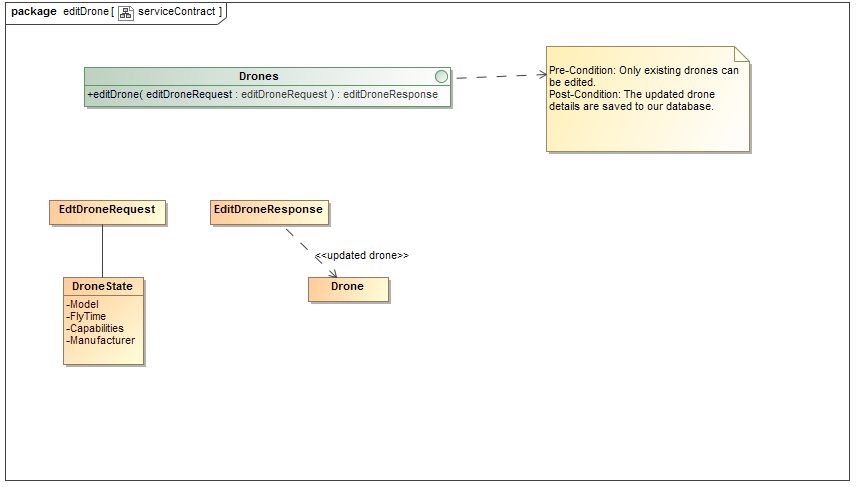 package editDrone [ serviceContract ]
Drones
+editDrone( editDroneRequest : editDroneRequest ) : editDroneResponse
Pre-Condition: Only existing drones can
be edited.
Post-Condition: The updated drone
details are saved to our database.
EdtDroneRequest
EditDroneResponse
<<updated drone>>
DroneState
-Model
-FlyTime
-Capabilities
-Manufacturer
Drone